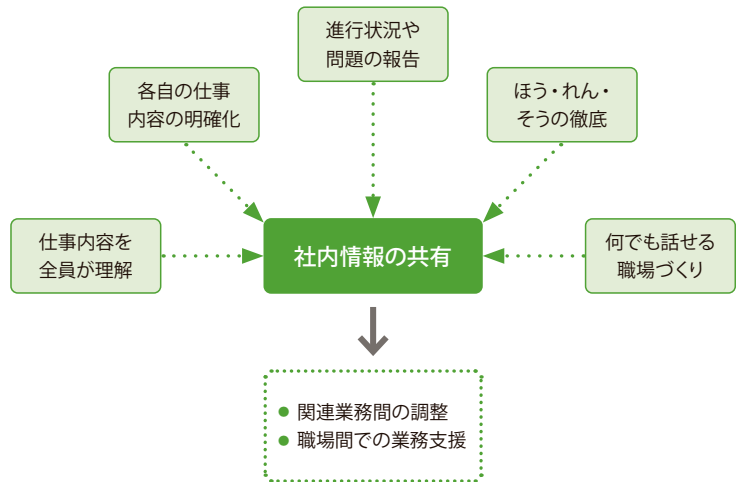 進行状況や
問題の報告
各自の仕事
内容の明確化
ほう・れん・
そうの徹底
仕事内容を
全員が理解
社内情報の共有
何でも話せる
職場づくり
● 関連業務間の調整
● 職場間での業務支援